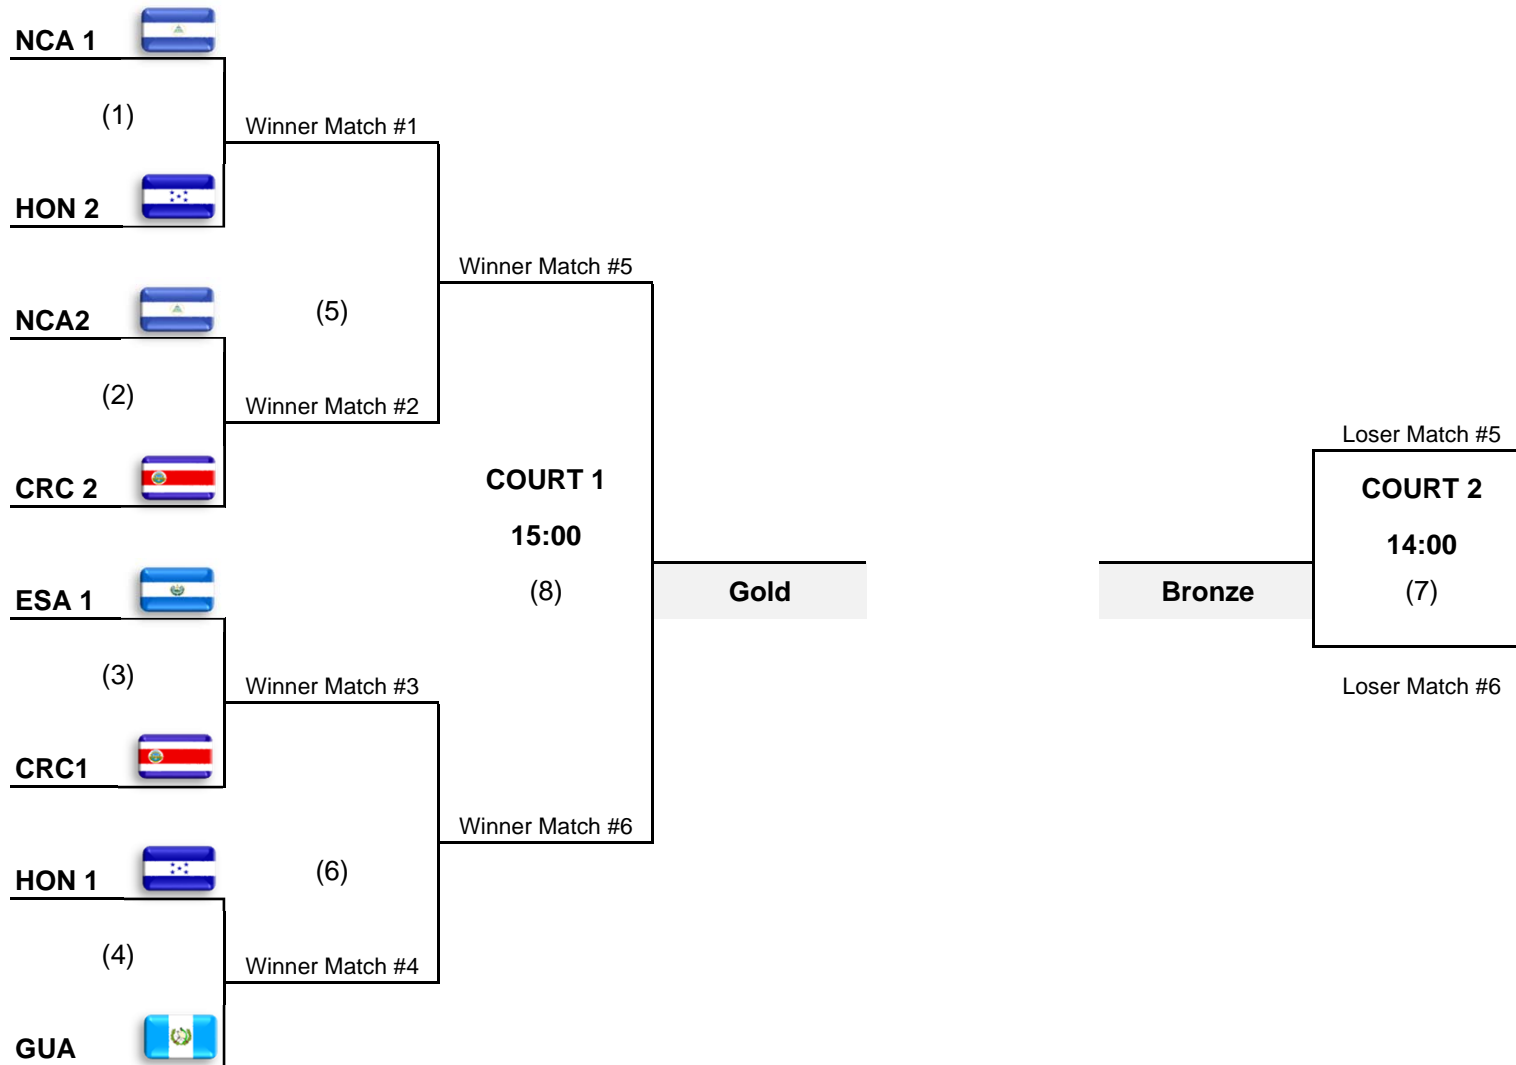 NCA 1
(1)
Winner Match #1
HON 2
Winner Match #5
NCA2
(5)
(2)
Winner Match #2
CRC 2
COURT 1
15:00
(8)
Gold
ESA 1
(3)
Winner Match #3
CRC1
Winner Match #6
HON 1
(6)
(4)
Winner Match #4
GUA
Loser Match #5
COURT 2
14:00
Bronze
(7)
Loser Match #6